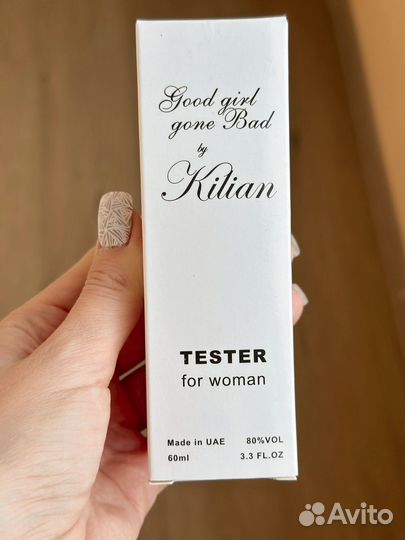 Good girl
gone Bad
by
Kilian
TESTER
for woman
Made in UAE 80%VOL
60ml 3.3 FL.OZ
Avito